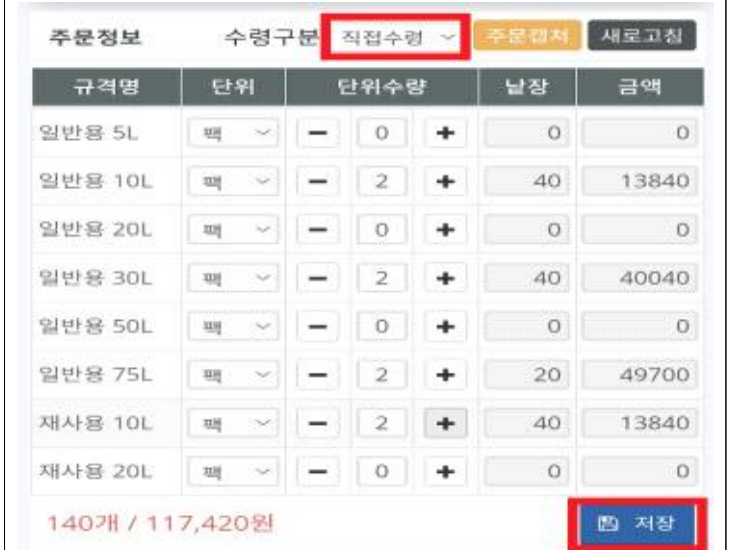 주문정보 수령구분 직접수령 주문캡처 새로고침
규격명 단위 단위수량 낱장 금액
일반용 5L 팩 − 0 + 0 0
일반용 10L 팩 − 2 + 40 13840
일반용 20L 팩 − 0 + 0 0
일반용 30L 팩 − 2 + 40 40040
일반용 50L 팩 − 0 + 0 0
일반용 75L 팩 − 2 + 20 49700
재사용 10L 팩 − 2 + 40 13840
재사용 20L 팩 − 0 + 0 0
140개 / 117,420원 저장